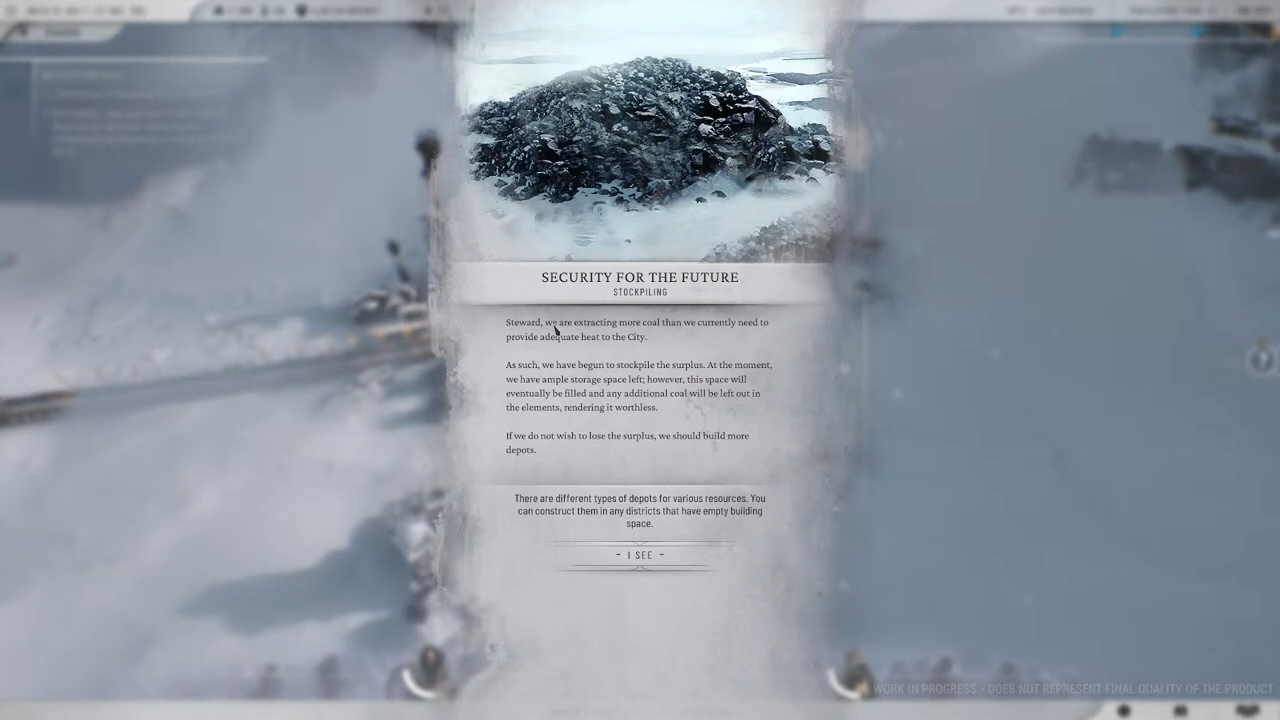 SECURITY FOR THE FUTURE
STOCKPILING
Steward, we are extracting more coal than we currently need to
provide adequate heat to the City.
As such, we have begun to stockpile the surplus. At the moment,
we have ample storage space left; however, this space will
eventually be filled and any additional coal will be left out in
the elements, rendering it worthless.
If we do not wish to lose the surplus, we should build more
depots.
There are different types of depots for various resources. You
can construct them in any districts that have empty building
space.
- I SEE -
WORK IN PROGRESS - DOES NOT REPRESENT FINAL QUALITY OF THE PRODUCT